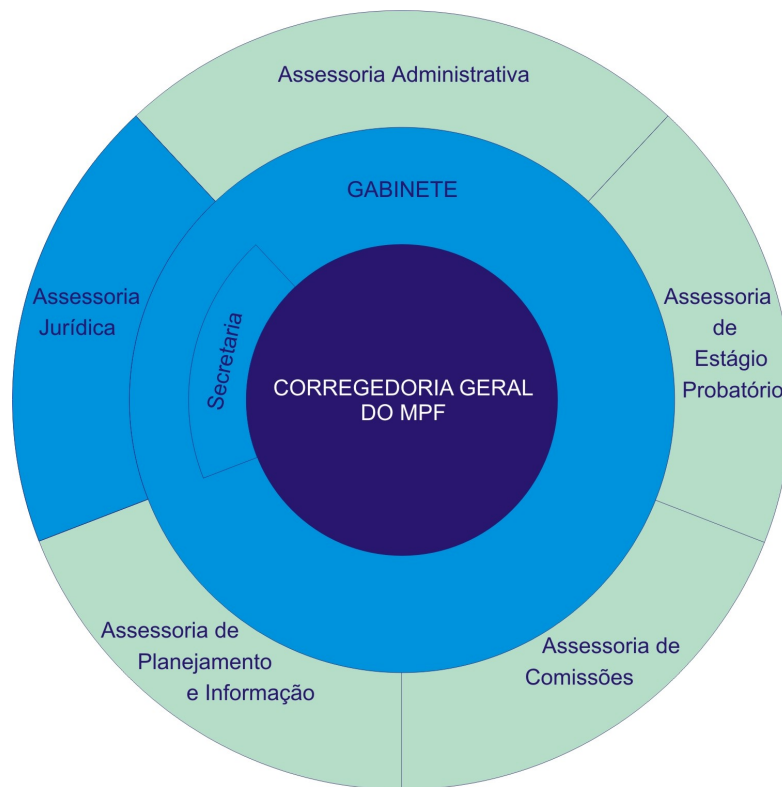 Assessoria Administrativa
GABINETE
Assessoria
Jurídica
Secretaria
CORREGEDORIA GERAL
DO MPF
Assessoria
de
Estágio
Probatório
Assessoria de
Planejamento
e Informação
Assessoria de
Comissões